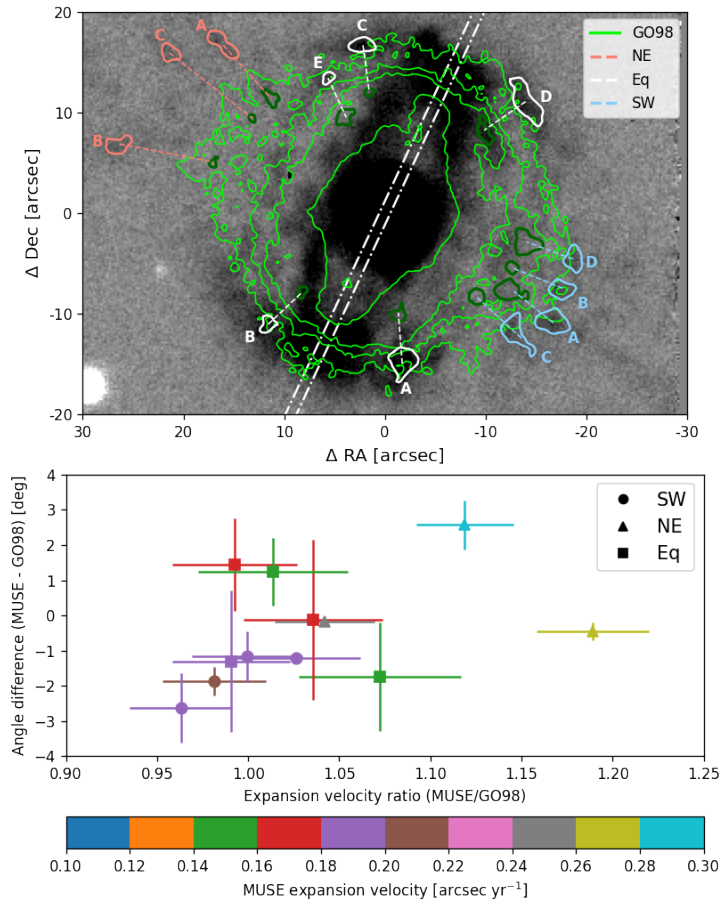 20
10
0
-10
-20
Δ Dec [arcsec]
C
A
B
C
E
D
GO98
NE
Eq
SW
D
B
A
C
B
A
30
20
10
0
-10
-20
-30
Δ RA [arcsec]
4
3
2
1
0
−1
−2
−3
−4
Angle difference (MUSE - GO98) [deg]
SW
NE
Eq
0.90
0.95
1.00
1.05
1.10
1.15
1.20
1.25
Expansion velocity ratio (MUSE/GO98)
0.10 0.12 0.14 0.16 0.18 0.20 0.22 0.24 0.26 0.28 0.30
MUSE expansion velocity [arcsec yr⁻¹]